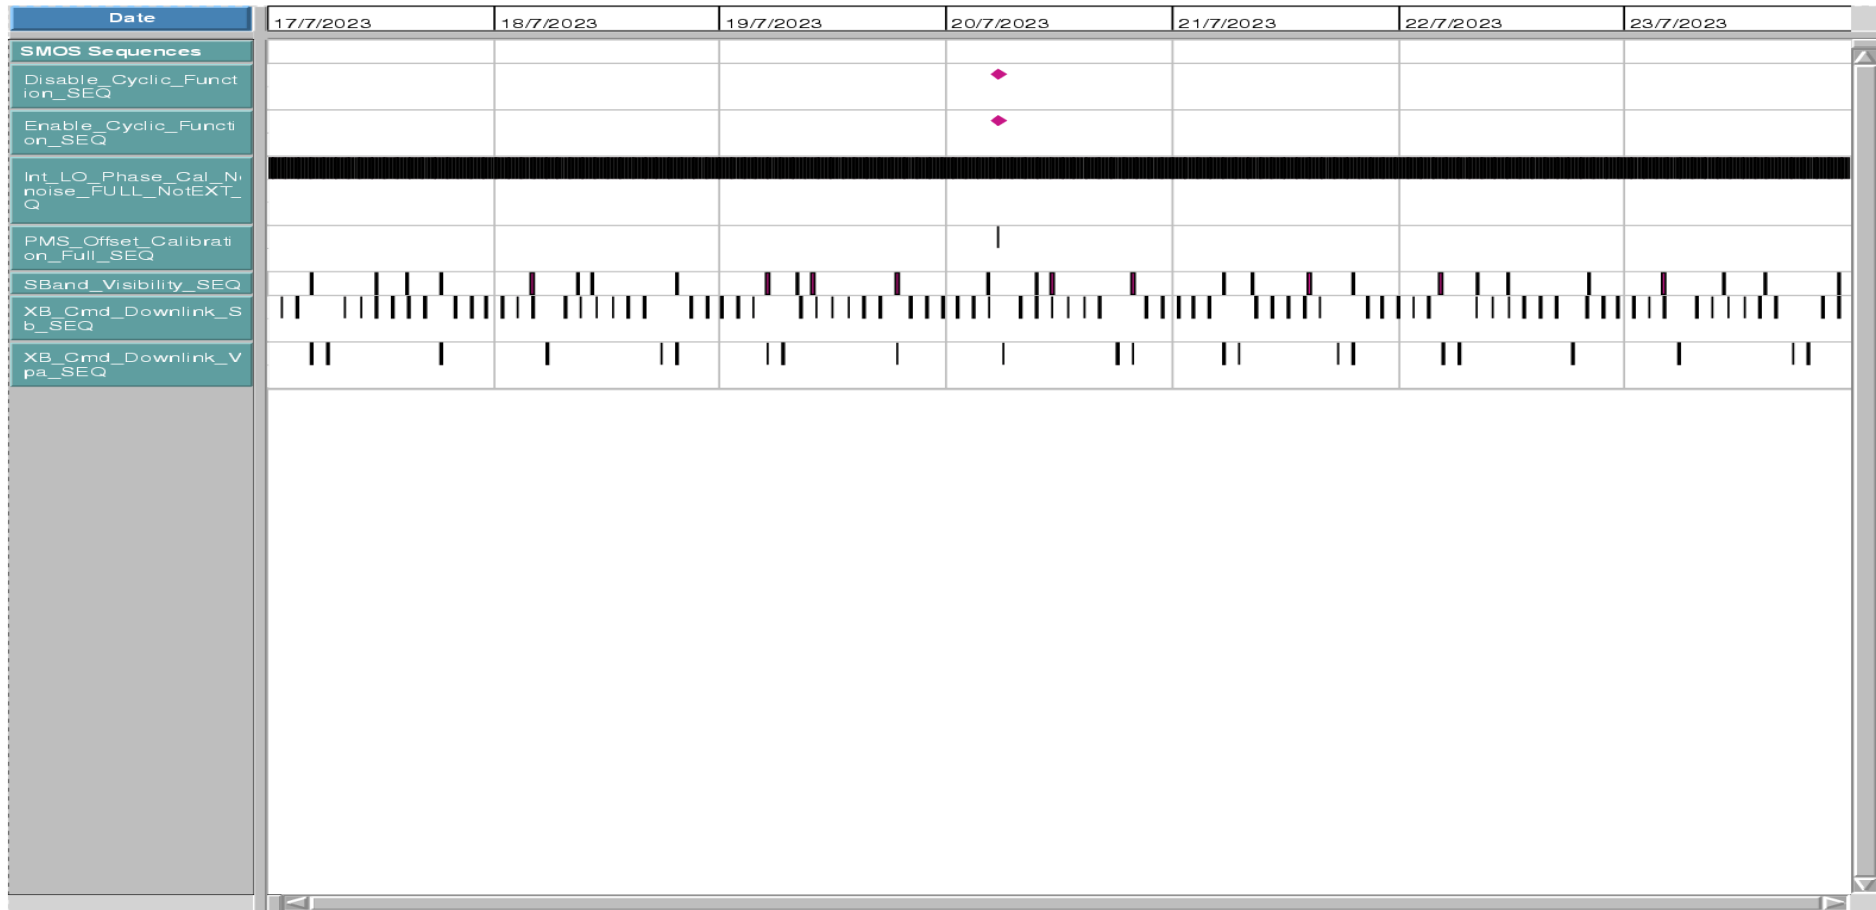 Date
17/7/2023 18/7/2023 19/7/2023 20/7/2023 21/7/2023 22/7/2023 23/7/2023
SMOS Sequences
Disable_Cyclic_Funct
ion_SEQ
Enable_Cyclic_Functi
on_SEQ
Int_LO_Phase_Cal_N
noise_FULL_NotEXT_
Q
PMS_Offset_Calibrati
on_Full_SEQ
SBand_Visibility_SEQ
XB_Cmd_Downlink_S
b_SEQ
XB_Cmd_Downlink_V
pa_SEQ